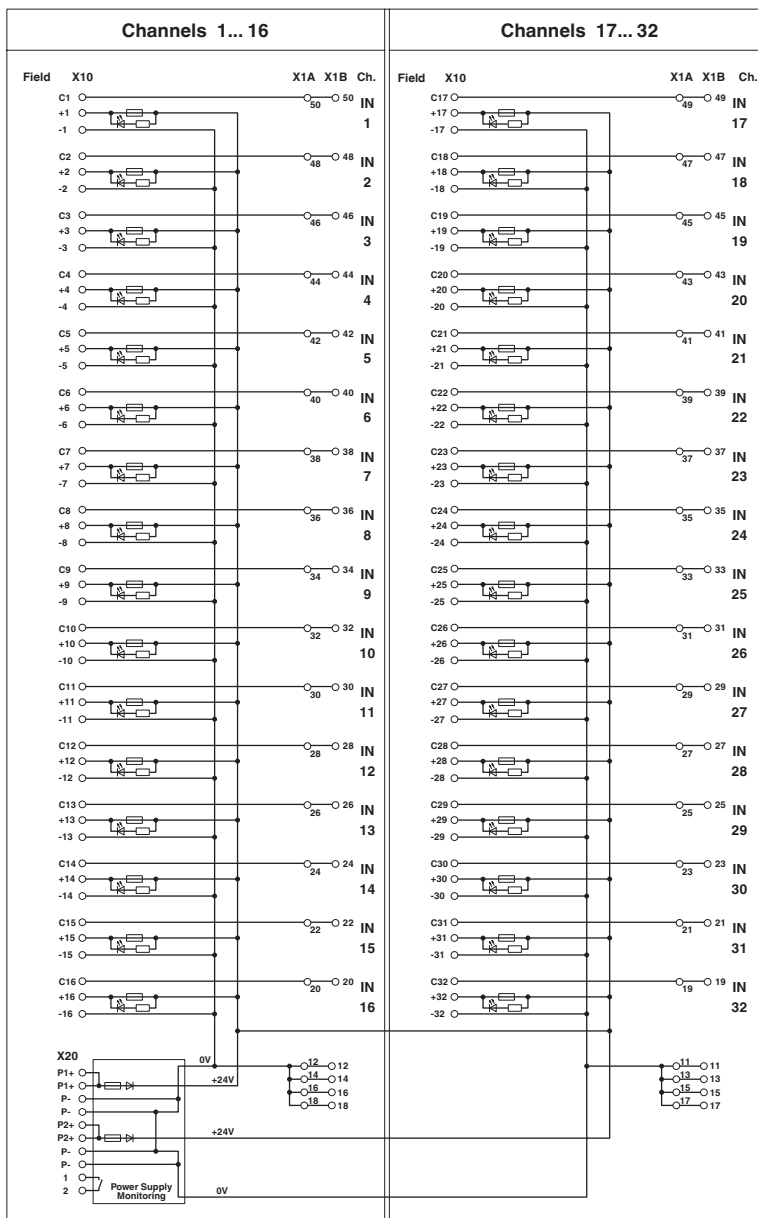 Channels 1... 16
Channels 17... 32
Field X10 X1A X1B Ch.
C1 50 50 IN
+1 1
-1
C2 48 48 IN
+2 2
-2
C3 46 46 IN
+3 3
-3
C4 44 44 IN
+4 4
-4
C5 42 42 IN
+5 5
-5
C6 40 40 IN
+6 6
-6
C7 38 38 IN
+7 7
-7
C8 36 36 IN
+8 8
-8
C9 34 34 IN
+9 9
-9
C10 32 32 IN
+10 10
-10
C11 30 30 IN
+11 11
-11
C12 28 28 IN
+12 12
-12
C13 26 26 IN
+13 13
-13
C14 24 24 IN
+14 14
-14
C15 22 22 IN
+15 15
-15
C16 20 20 IN
+16 16
-16
Field X10 X1A X1B Ch.
C17 49 49 IN
+17 17
-17
C18 47 47 IN
+18 18
-18
C19 45 45 IN
+19 19
-19
C20 43 43 IN
+20 20
-20
C21 41 41 IN
+21 21
-21
C22 39 39 IN
+22 22
-22
C23 37 37 IN
+23 23
-23
C24 35 35 IN
+24 24
-24
C25 33 33 IN
+25 25
-25
C26 31 31 IN
+26 26
-26
C27 29 29 IN
+27 27
-27
C28 27 27 IN
+28 28
-28
C29 25 25 IN
+29 29
-29
C30 23 23 IN
+30 30
-30
C31 21 21 IN
+31 31
-31
C32 19 19 IN
+32 32
-32
X20
0V 12 12 11 11
P1+
P1+ +24V 14 14 13 13
P- 16 16 15 15
P- 18 18 17 17
P2+
P2+ +24V
P-
P-
1
2 Power Supply 0V
Monitoring